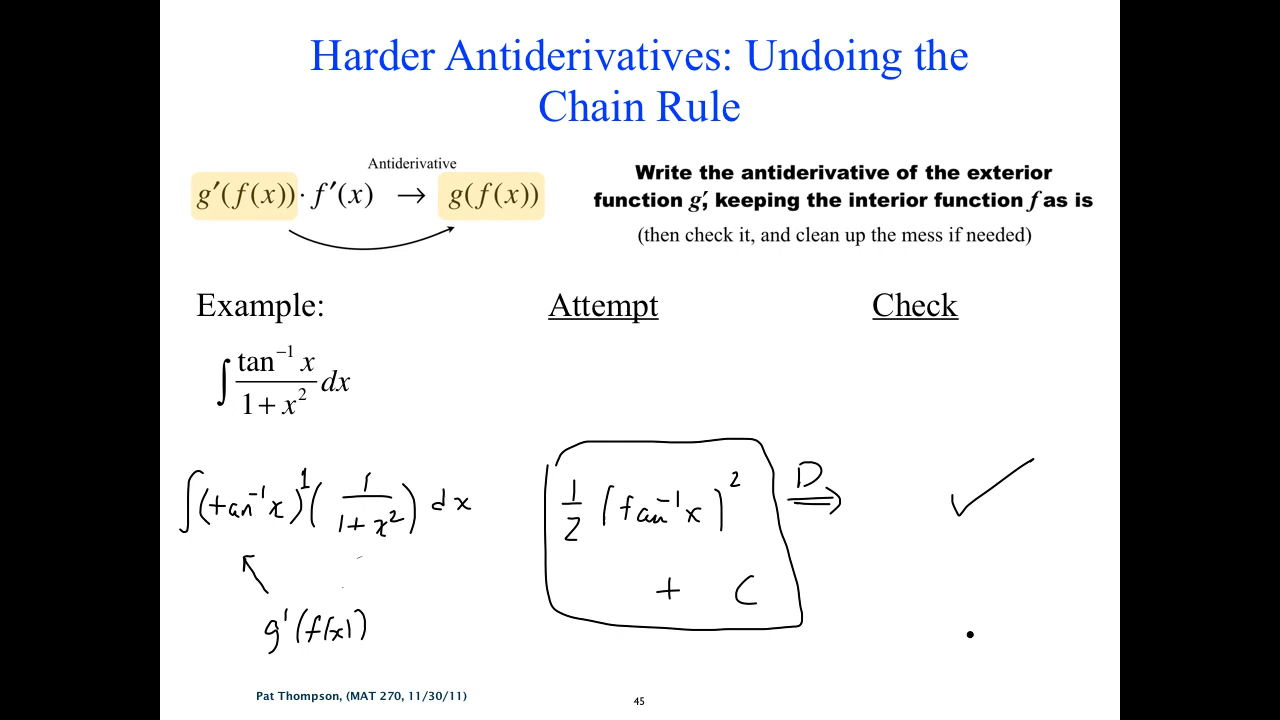 Harder Antiderivatives: Undoing the
Chain Rule
Antiderivative
g′(f(x))·f′(x) → g(f(x))
Write the antiderivative of the exterior
function g′, keeping the interior function f as is
(then check it, and clean up the mess if needed)
Example:
Attempt
Check
∫ tan⁻¹ x / 1 + x² dx
∫(tan⁻¹x)¹(1 / 1 + x²) dx
g'(f(x))
1/2 (tan⁻¹x)²
+ C
D ⇒
✓
Pat Thompson, (MAT 270, 11/30/11)
45